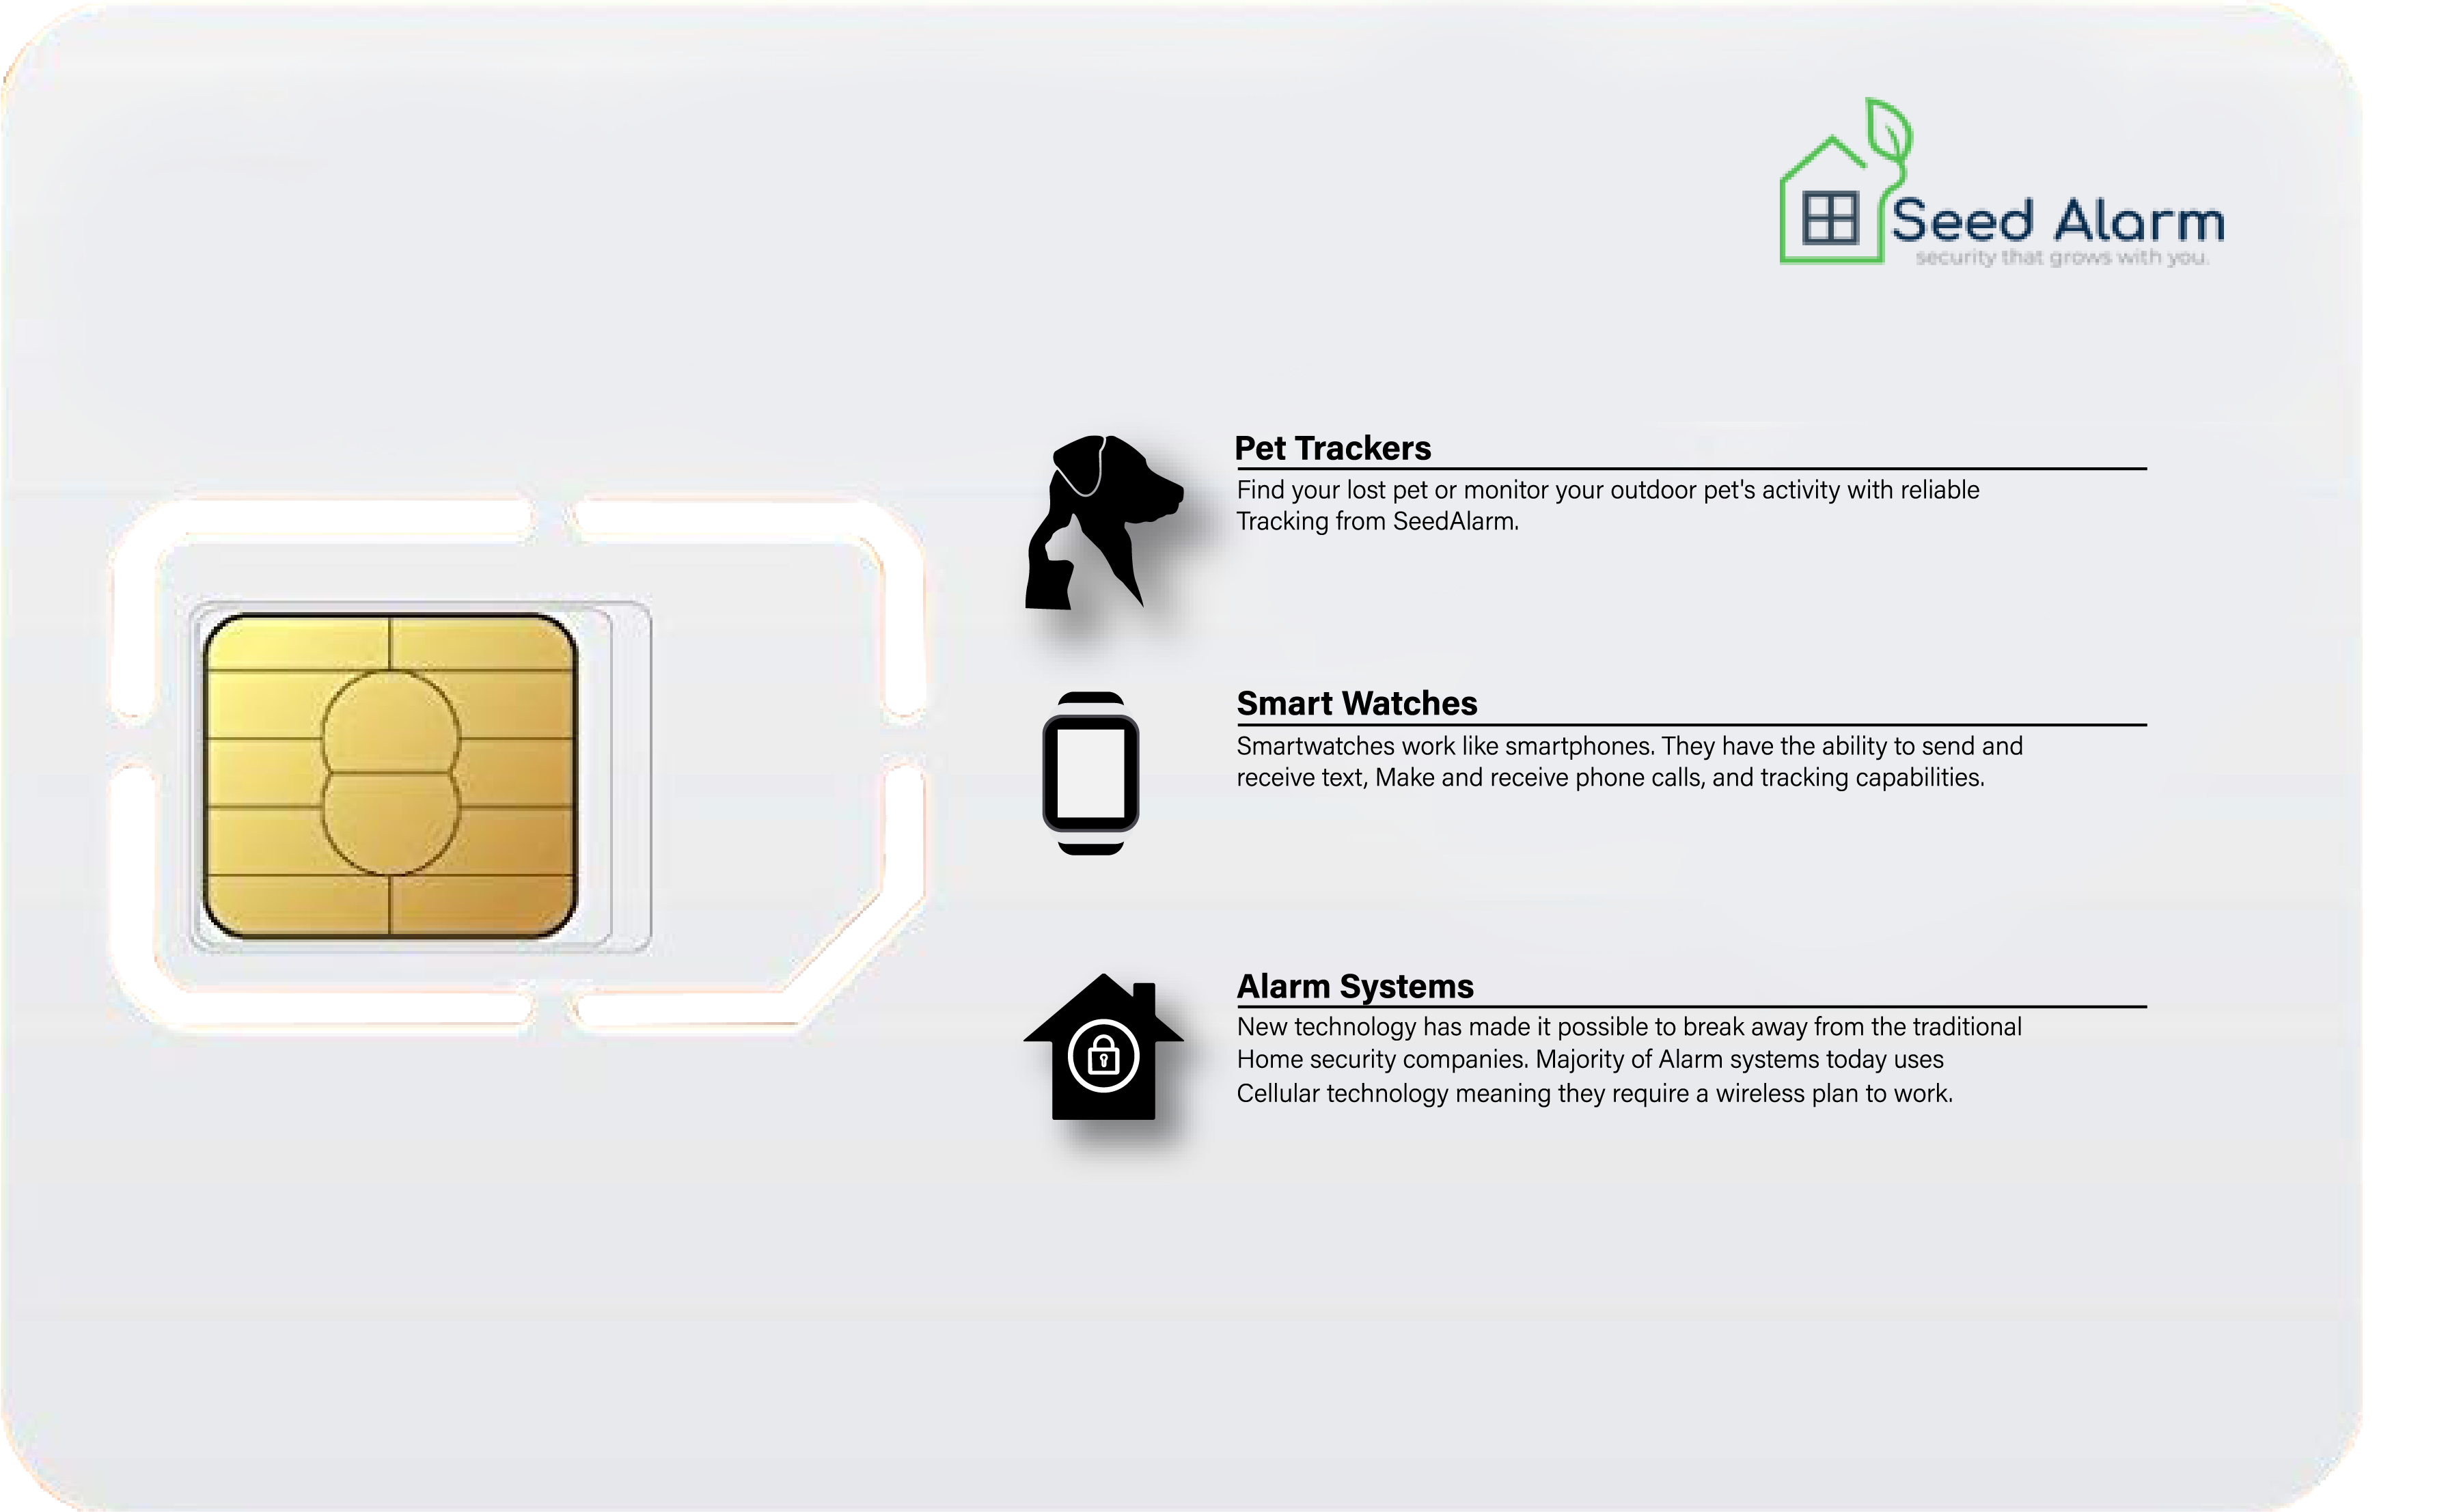 Seed Alarm
security that grows with you.
Pet Trackers
Find your lost pet or monitor your outdoor pet's activity with reliable
Tracking from SeedAlarm.
Smart Watches
Smartwatches work like smartphones. They have the ability to send and
receive text, Make and receive phone calls, and tracking capabilities.
Alarm Systems
New technology has made it possible to break away from the traditional
Home security companies. Majority of Alarm systems today uses
Cellular technology meaning they require a wireless plan to work.